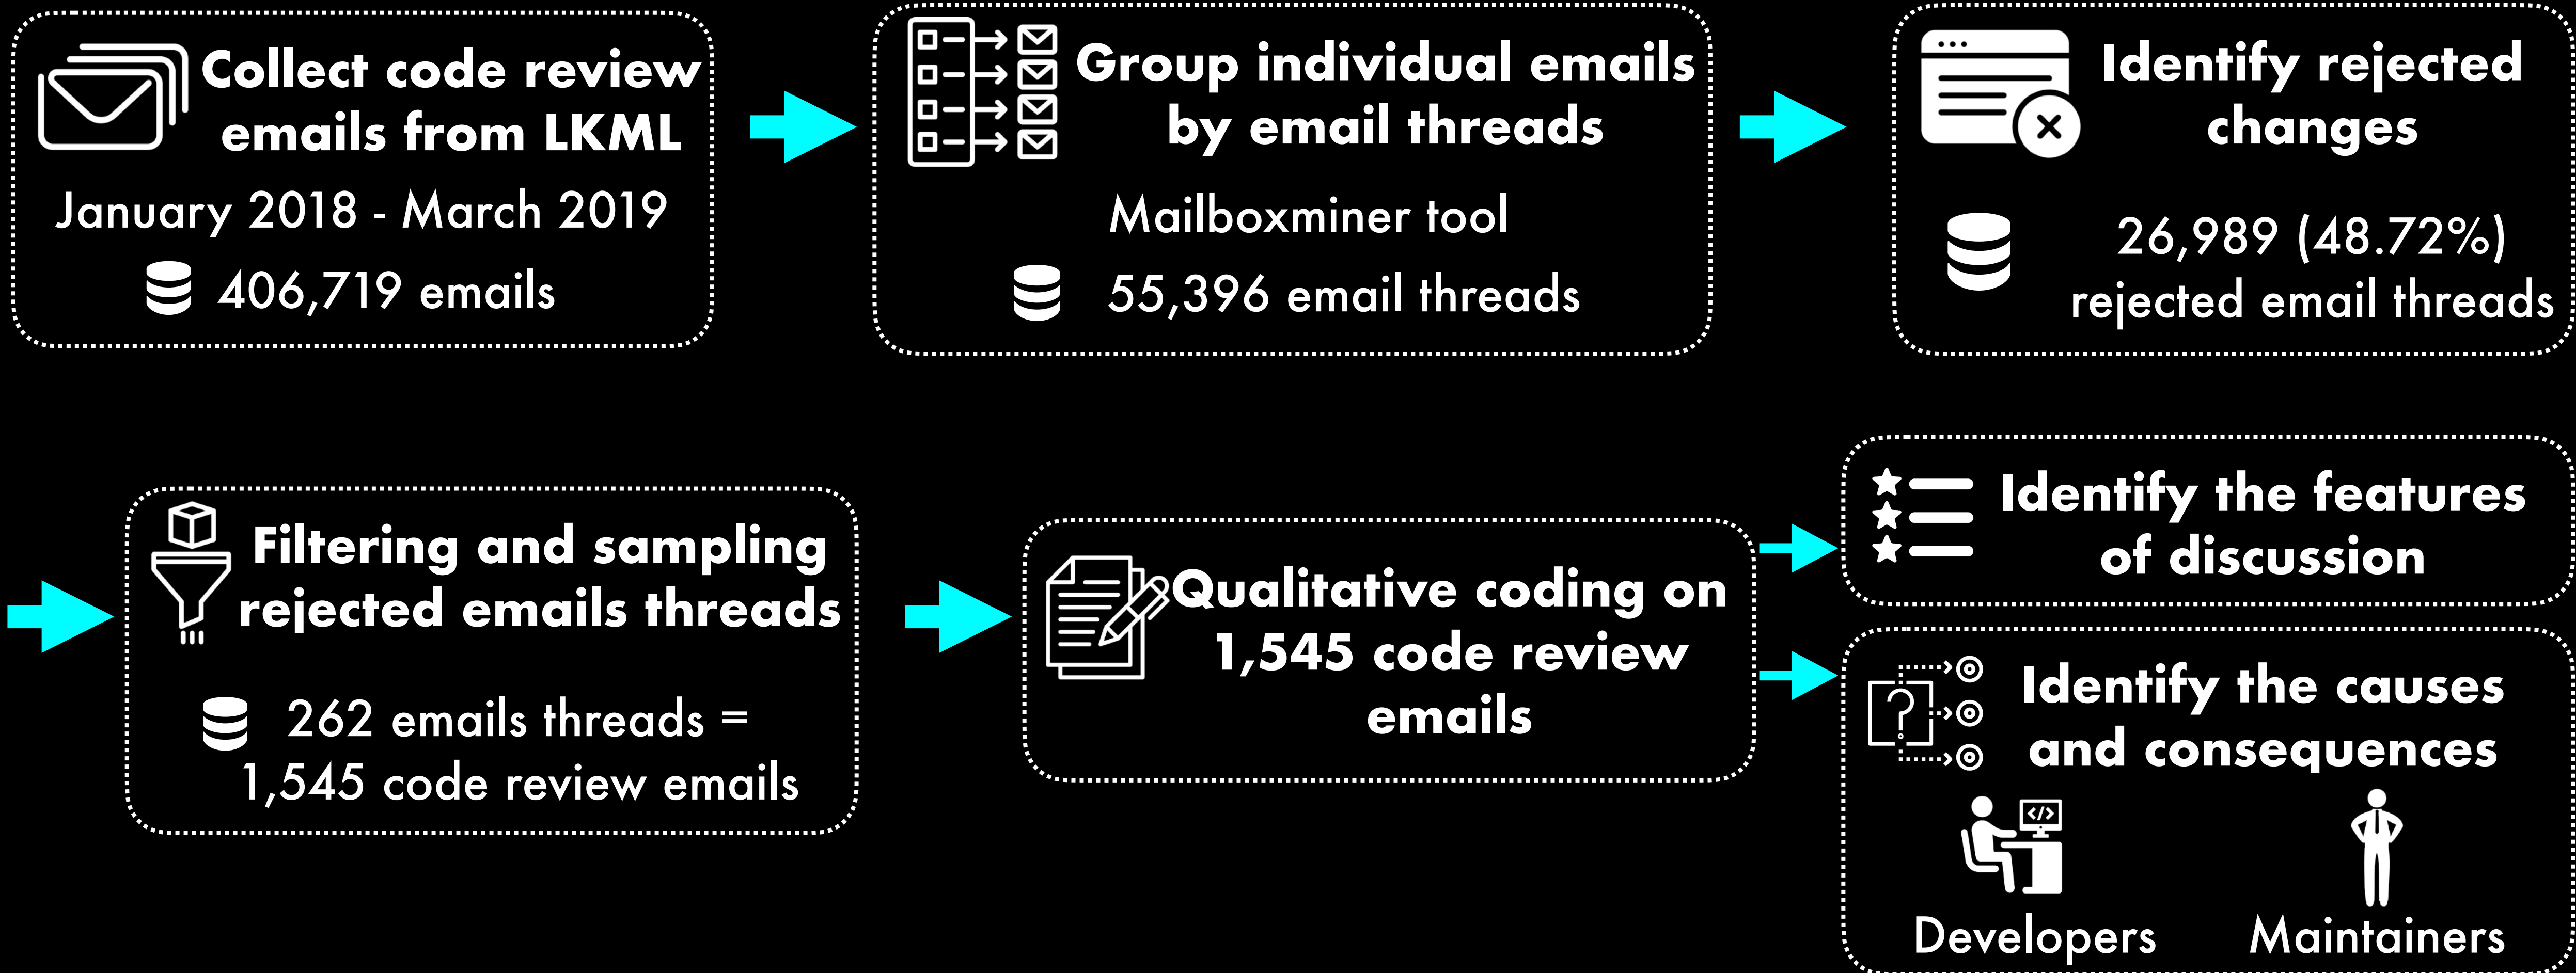 Collect code review
emails from LKML
January 2018 - March 2019
406,719 emails
Group individual emails
by email threads
Mailboxminer tool
55,396 email threads
Identify rejected
changes
26,989 (48.72%)
rejected email threads
Filtering and sampling
rejected emails threads
262 emails threads =
1,545 code review emails
Qualitative coding on
1,545 code review
emails
Identify the features
of discussion
Identify the causes
and consequences
</>
Developers
Maintainers